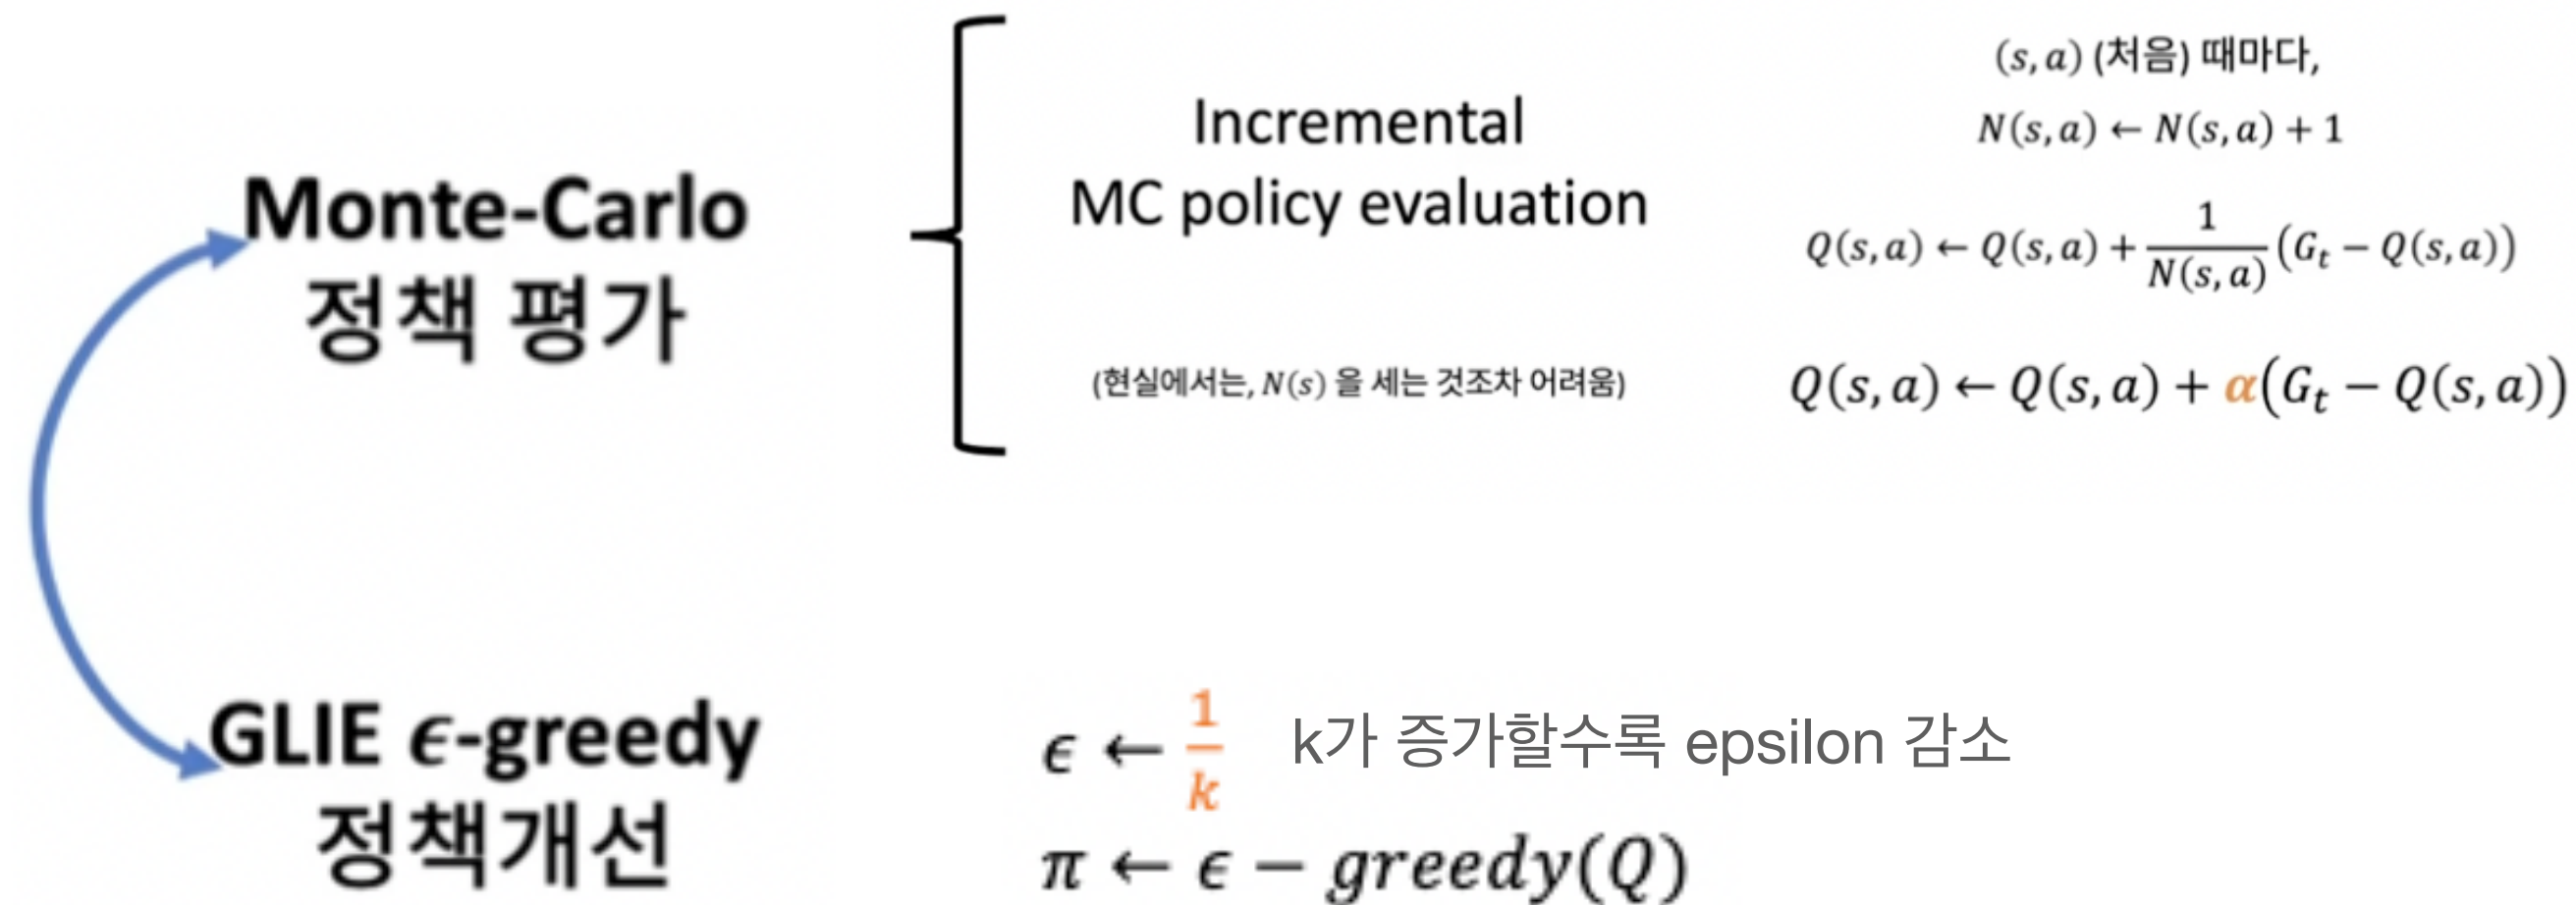 Monte-Carlo
정책 평가
Incremental
MC policy evaluation
(현실에서는, N(s) 을 세는 것조차 어려움)
(s, a) (처음) 때마다,
N(s, a) ← N(s, a) + 1
Q(s, a) ← Q(s, a) + 1/N(s, a) (G_t − Q(s, a))
Q(s, a) ← Q(s, a) + α(G_t − Q(s, a))
GLIE ϵ-greedy
정책개선
ϵ ← 1/k k가 증가할수록 epsilon 감소
π ← ϵ − greedy(Q)